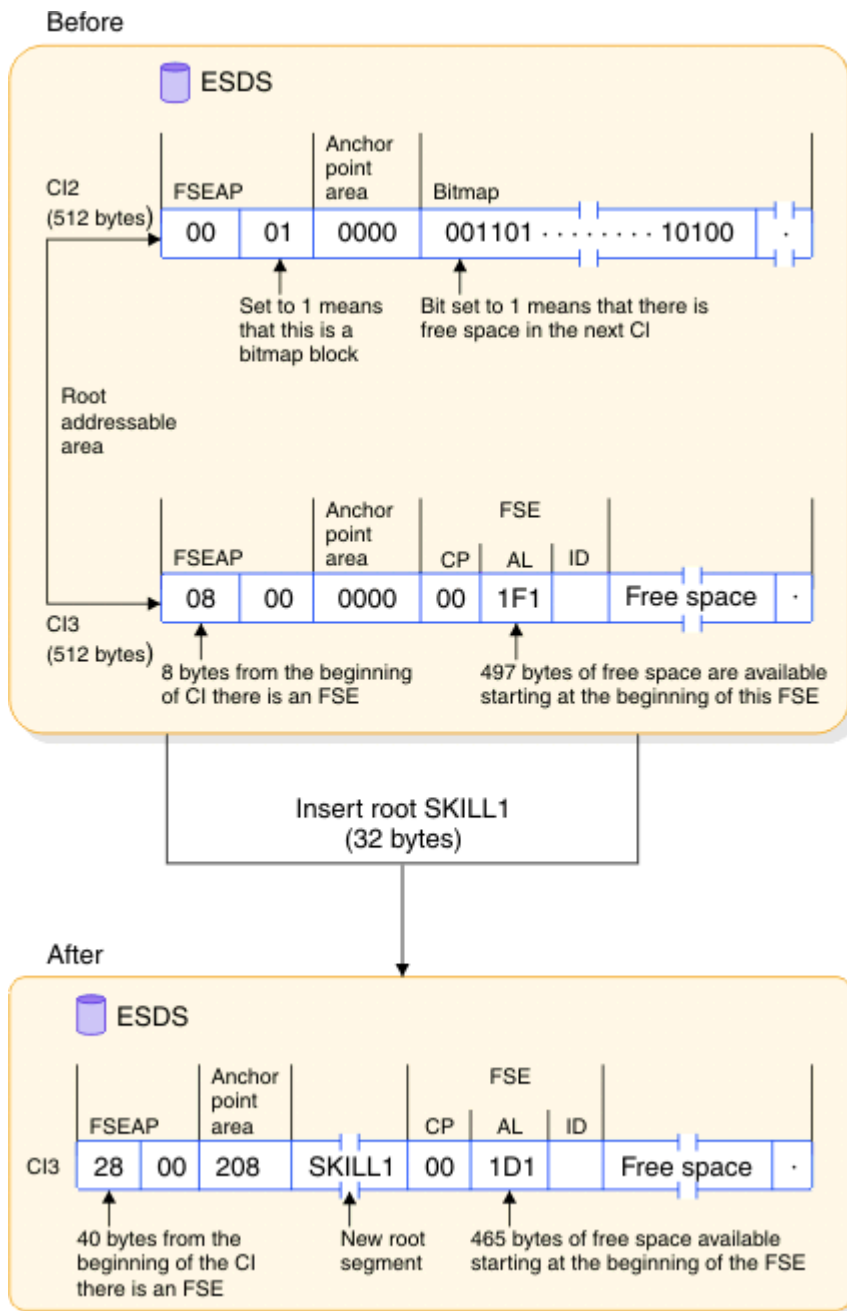 Before
ESDS
Anchor
point
area
CI2
(512 bytes)
FSEAP
Bitmap
00 01 0000 001101 · · · · · · · · 10100 ·
Set to 1 means
that this is a
bitmap block
Bit set to 1 means that there is
free space in the next CI
Root
addressable
area
Anchor
point
area
FSE
FSEAP
CP AL ID
08 00 0000 00 1F1 Free space ·
CI3
(512 bytes)
8 bytes from the beginning
of CI there is an FSE
497 bytes of free space are available
starting at the beginning of this FSE
Insert root SKILL1
(32 bytes)
After
ESDS
Anchor
point
area
FSE
FSEAP
CP AL ID
CI3 28 00 208 SKILL1 00 1D1 Free space ·
40 bytes from the
beginning of the CI
there is an FSE
New root
segment
465 bytes of free space available
starting at the beginning of the FSE